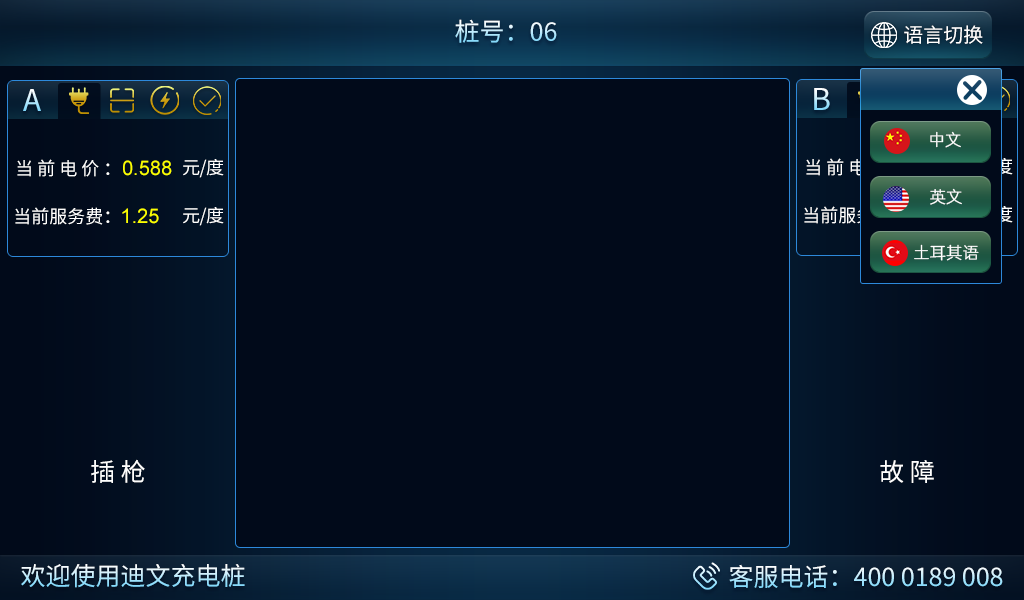 桩号：06
语言切换
A
当前电价：0.588 元/度
当前服务费：1.25 元/度
插枪
B
当前
度
当前服
度
中文
英文
土耳其语
故障
欢迎使用迪文充电桩
客服电话：400 0189 008